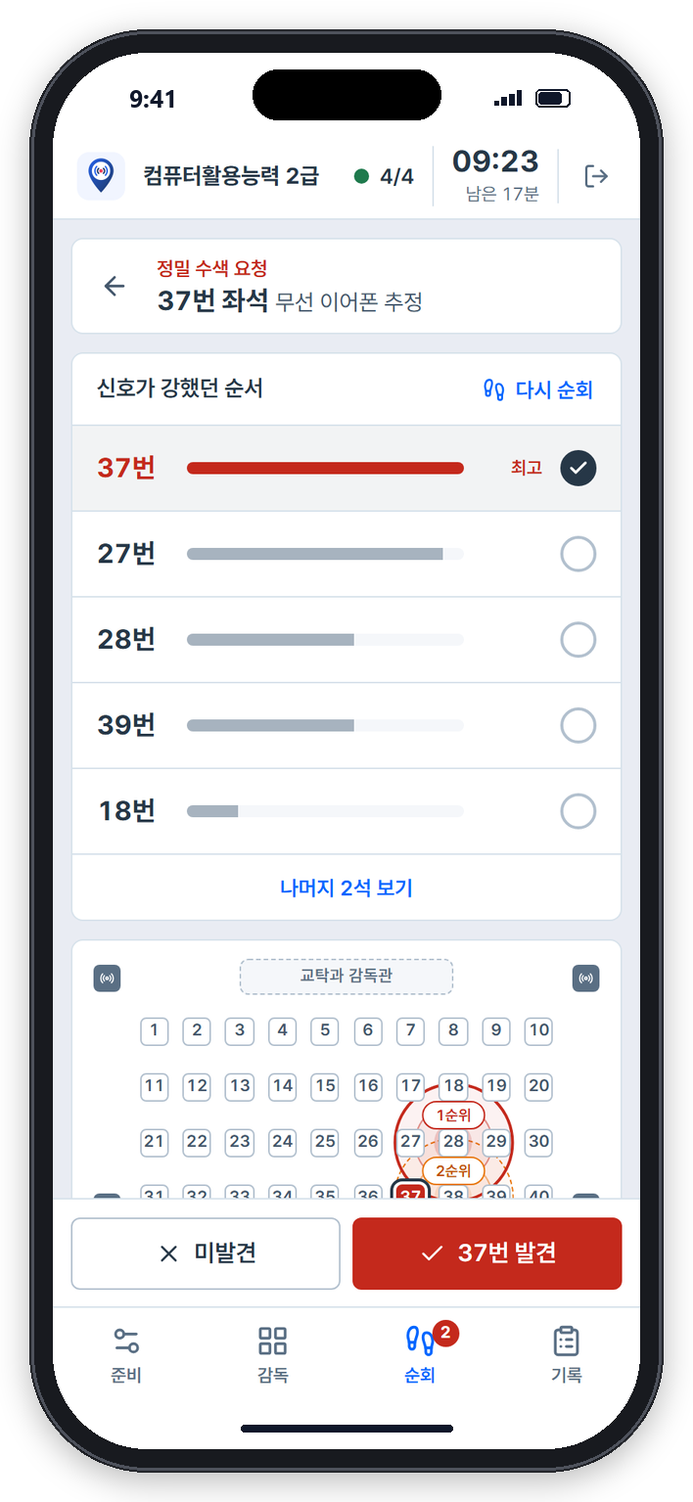 9:41
컴퓨터활용능력 2급
4/4
09:23
남은 17분
정밀 수색 요청
37번 좌석 무선 이어폰 추정
신호가 강했던 순서
다시 순회
37번
최고
27번
28번
39번
18번
나머지 2석 보기
교탁과 감독관
1 2 3 4 5 6 7 8 9 10
11 12 13 14 15 16 17 18 19 20
1순위
21 22 23 24 25 26 27 28 29 30
2순위
31 32 33 34 35 36 37 38 39 40
미발견
37번 발견
2
준비 감독 순회 기록